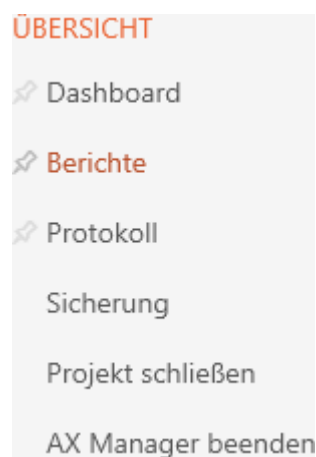 ÜBERSICHT
Dashboard
Berichte
Protokoll
Sicherung
Projekt schließen
AX Manager beenden